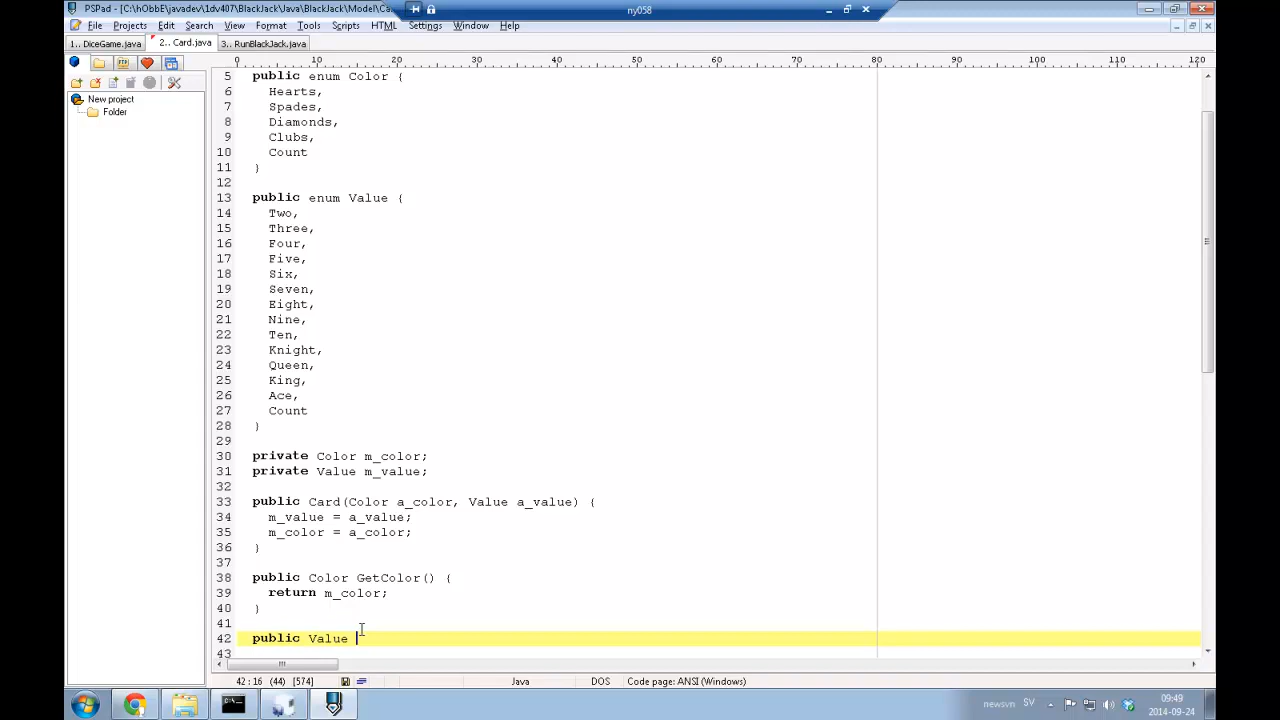 PSPad - [C:\hObbE\javadev\1dv407\BlackJack\Java\BlackJack\Model\Ca
ny058
File Projects Edit Search View Format Tools Scripts HTML Settings Window Help
1.. DiceGame.java 2.. Card.java 3.. RunBlackJack.java
0 10 20 30 40 50 60 70 80 90 100 110 120
New project
Folder
5 public enum Color {
6 Hearts,
7 Spades,
8 Diamonds,
9 Clubs,
10 Count
11 }
12
13 public enum Value {
14 Two,
15 Three,
16 Four,
17 Five,
18 Six,
19 Seven,
20 Eight,
21 Nine,
22 Ten,
23 Knight,
24 Queen,
25 King,
26 Ace,
27 Count
28 }
29
30 private Color m_color;
31 private Value m_value;
32
33 public Card(Color a_color, Value a_value) {
34 m_value = a_value;
35 m_color = a_color;
36 }
37
38 public Color GetColor() {
39 return m_color;
40 }
41
42 public Value
43
42 : 16 (44) [574] Java DOS Code page: ANSI (Windows)
newsvn SV 09:49
2014-09-24